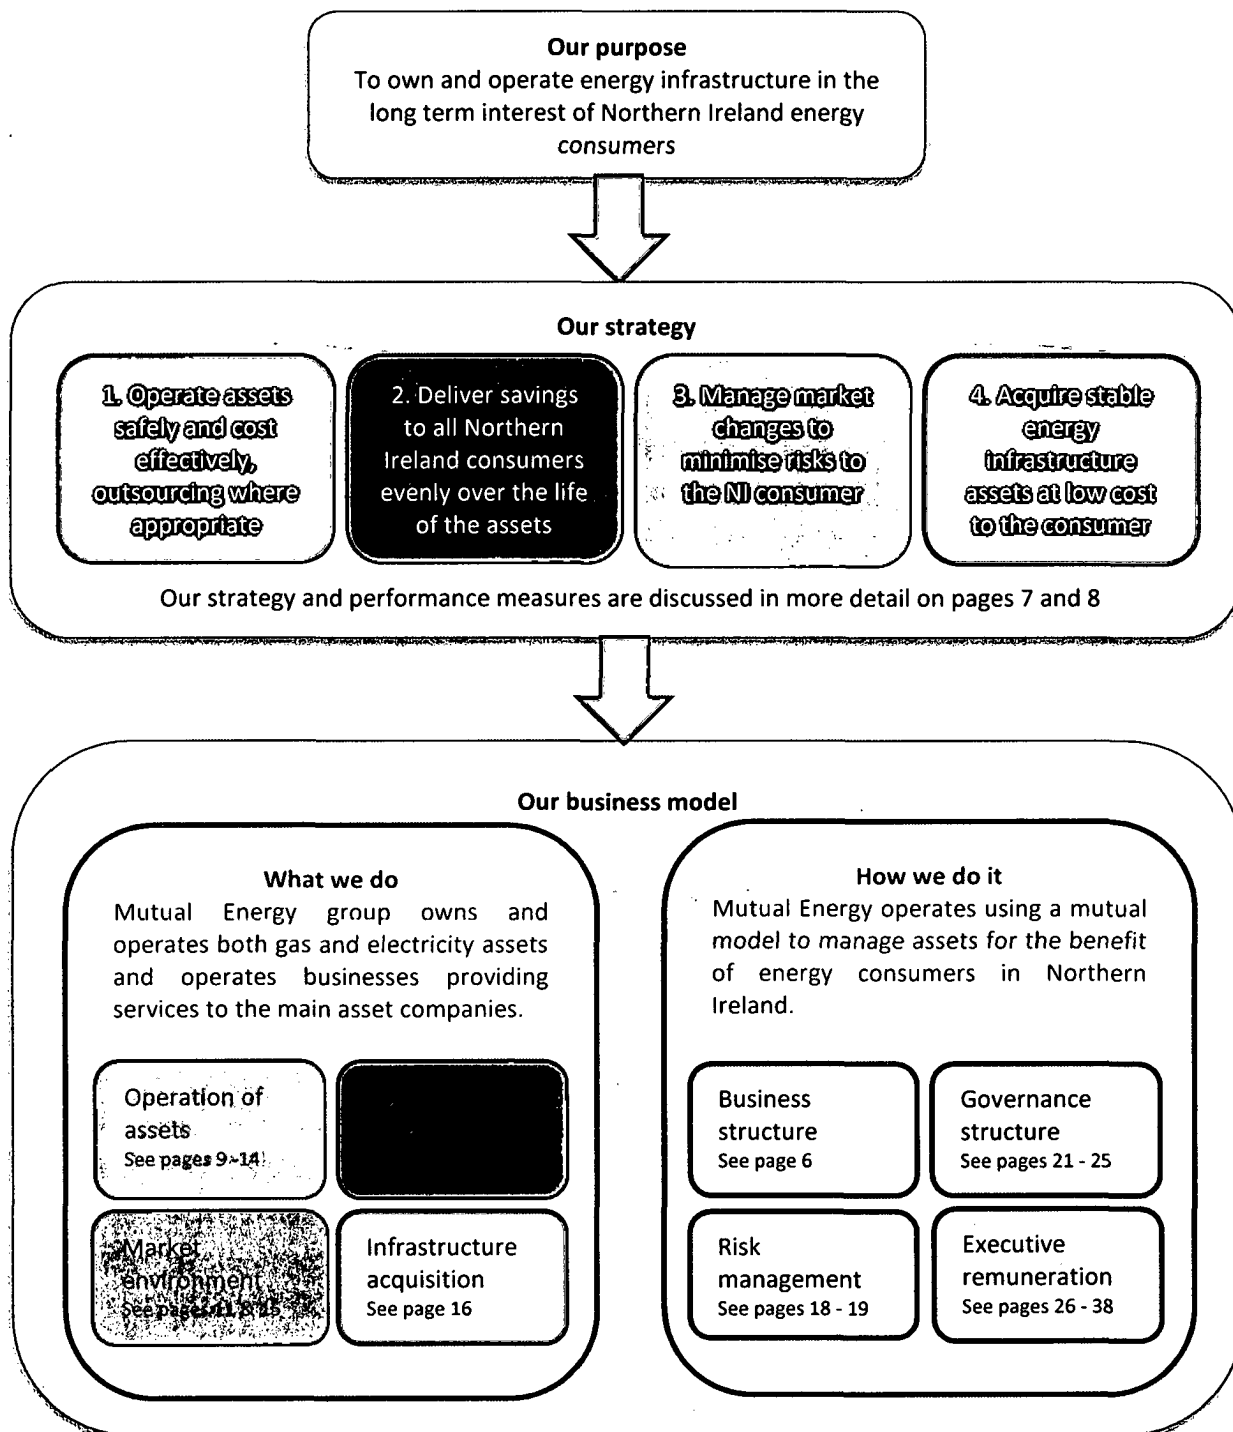 Our purpose
To own and operate energy infrastructure in the
long term interest of Northern Ireland energy
consumers
Our strategy
1. Operate assets
safely and cost
effectively,
outsourcing where
appropriate
2. Deliver savings
to all Northern
Ireland consumers
evenly over the life
of the assets
3. Manage market
changes to
minimise risks to
the NI consumer
4. Acquire stable
energy
infrastructure
assets at low cost
to the consumer
Our strategy and performance measures are discussed in more detail on pages 7 and 8
Our business model
What we do
Mutual Energy group owns and
operates both gas and electricity assets
and operates businesses providing
services to the main asset companies.
Operation of
assets
See pages 9 -14
Market
environment
See pages
Infrastructure
acquisition
See page 16
How we do it
Mutual Energy operates using a mutual
model to manage assets for the benefit
of energy consumers in Northern
Ireland.
Business
structure
See page 6
Governance
structure
See pages 21 - 25
Risk
management
See pages 18 - 19
Executive
remuneration
See pages 26 - 38